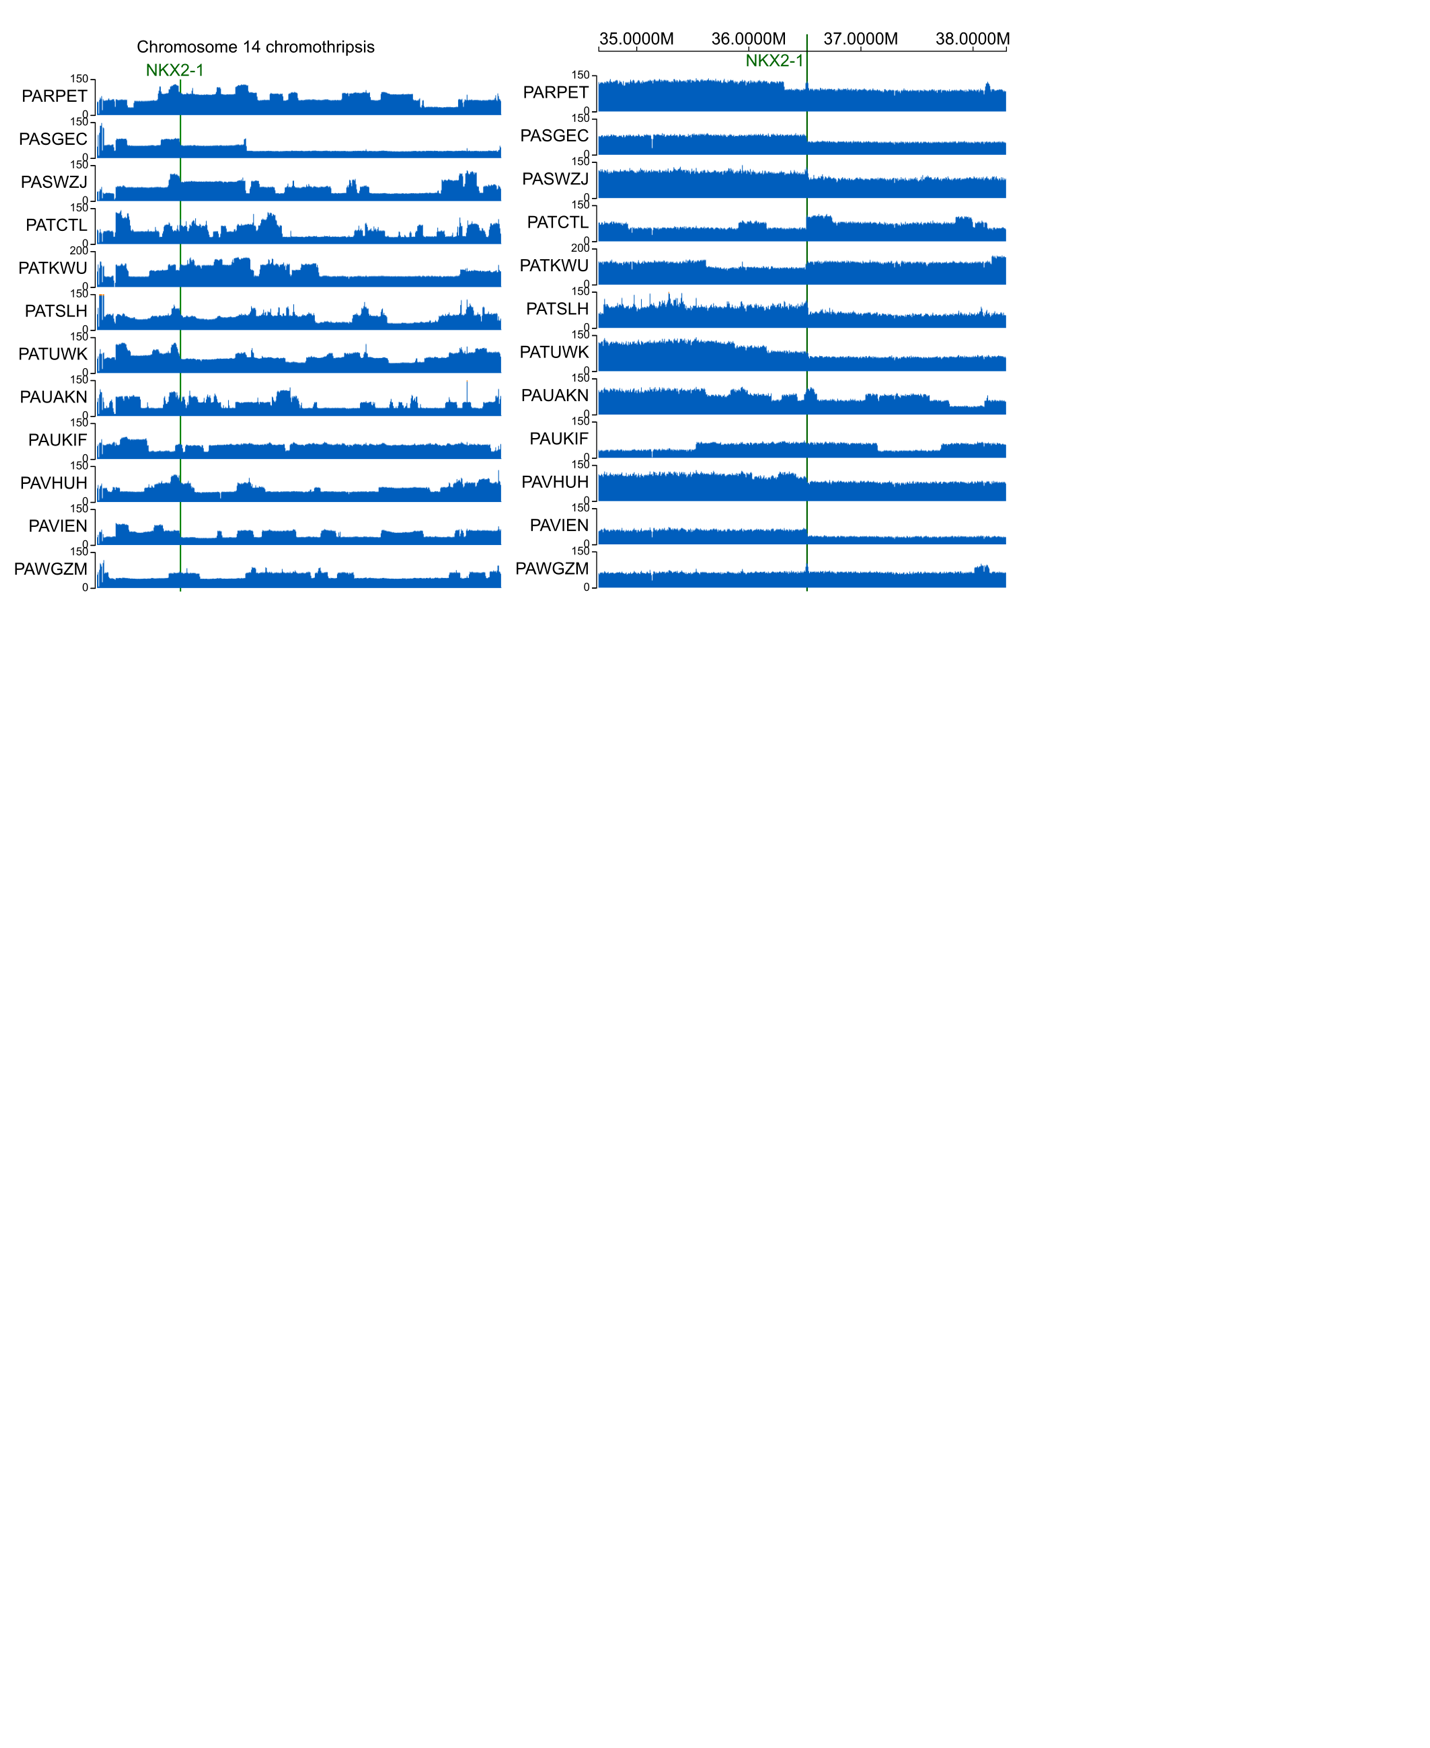 Chromosome 14 chromothripsis
NKX2-1
PARPET 150 0
PASGEC 150 0
PASWZJ 150 0
PATCTL 150 0
PATKWU 200 0
PATSLH 150 0
PATUWK 150 0
PAUAKN 150 0
PAUKIF 150 0
PAVHUH 150 0
PAVIEN 150 0
PAWGZM 150 0
35.0000M 36.0000M 37.0000M 38.0000M
NKX2-1
PARPET 150 0
PASGEC 150 0
PASWZJ 150 0
PATCTL 150 0
PATKWU 200 0
PATSLH 150 0
PATUWK 150 0
PAUAKN 150 0
PAUKIF 150 0
PAVHUH 150 0
PAVIEN 150 0
PAWGZM 150 0